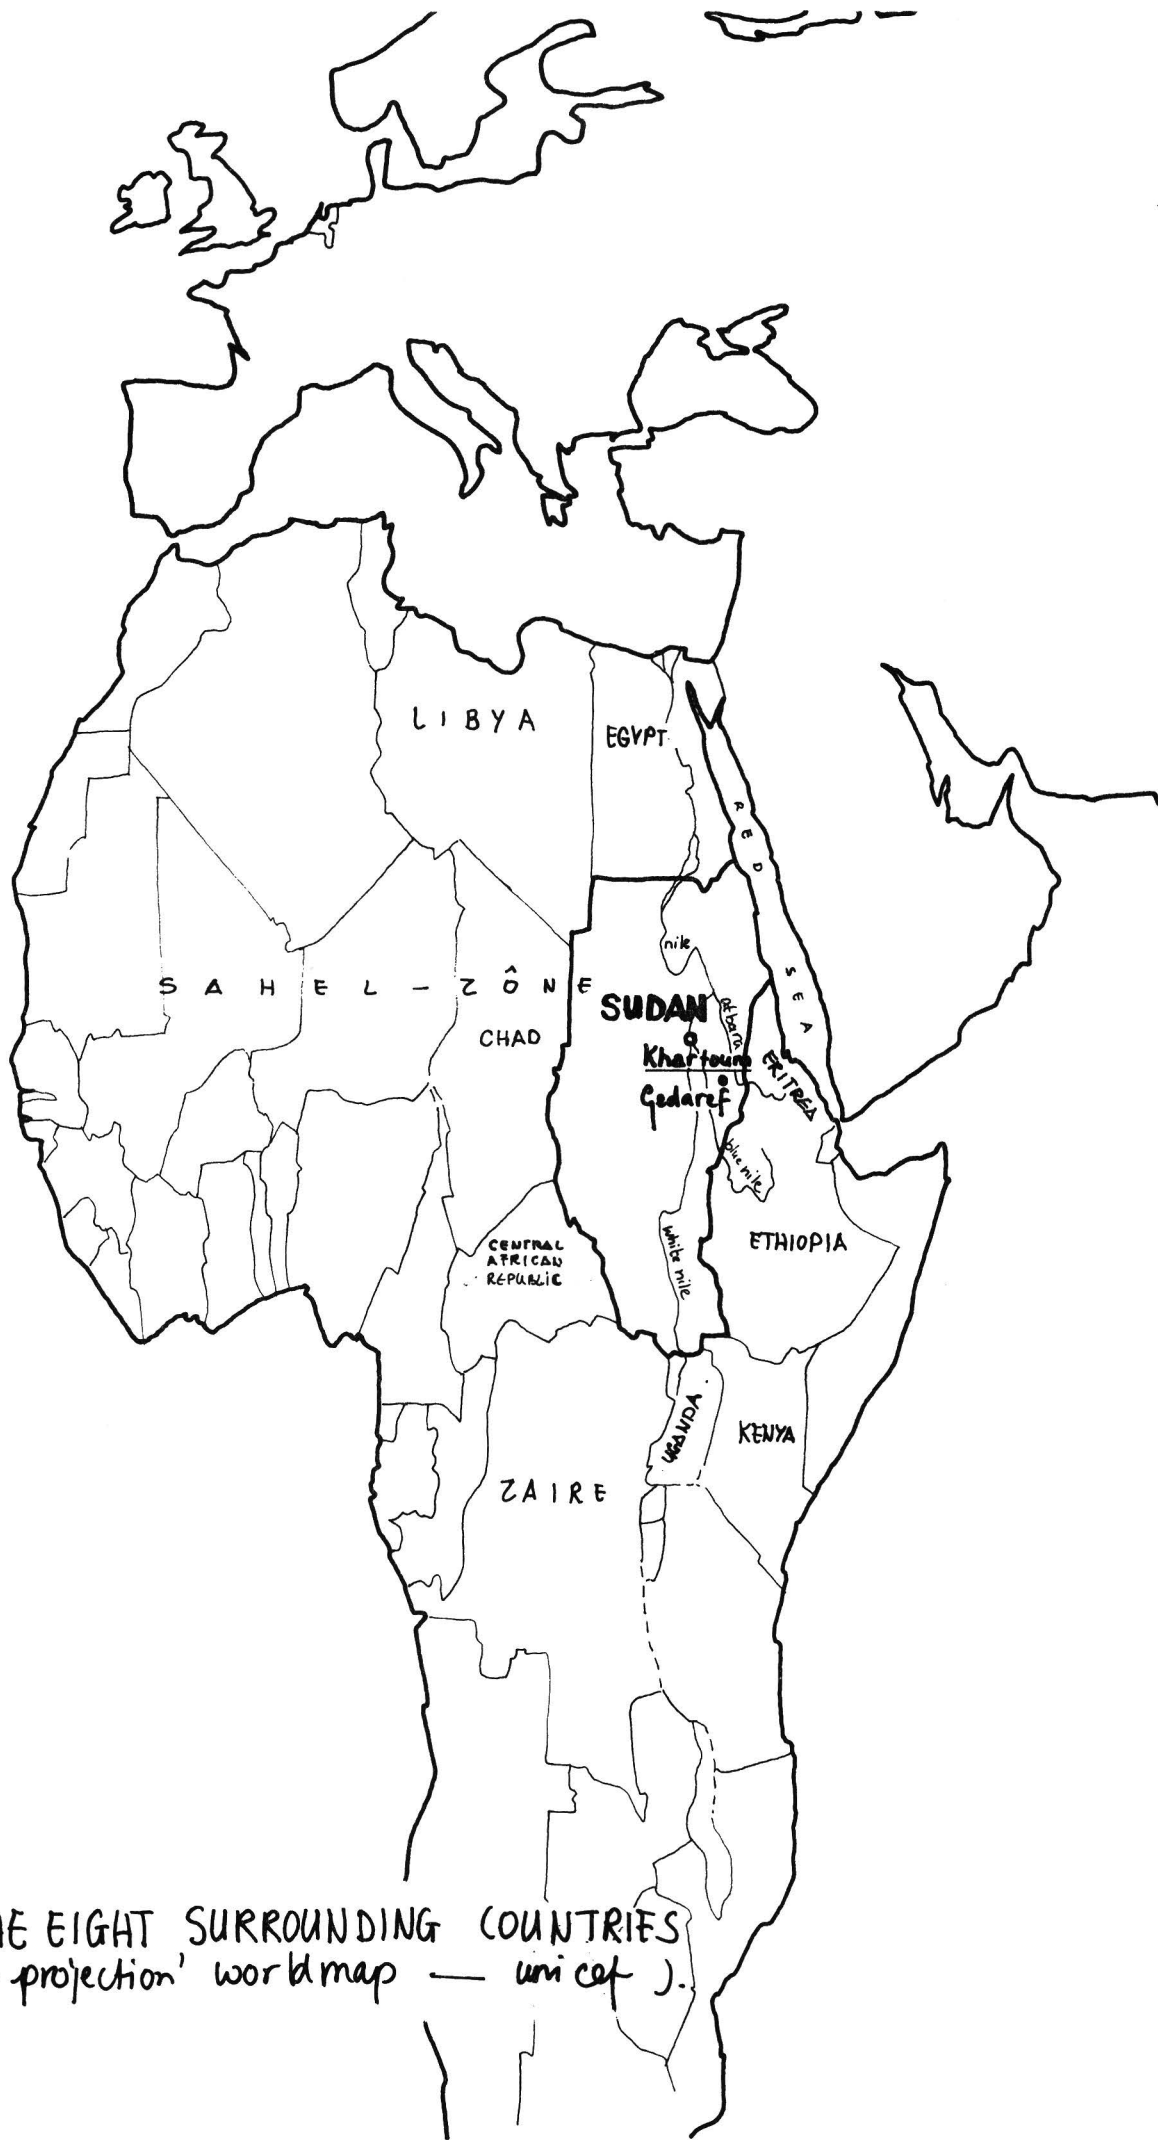 LIBYA
EGYPT
RED SEA
nile
SAHEL-ZÔNE
SUDAN
CHAD
atbara
Khartoum
ERITREA
Gedaref
blue nile
ETHIOPIA
white nile
CENTRAL
AFRICAN
REPUBLIC
UGANDA
KENYA
ZAIRE
EIGHT SURROUNDING COUNTRIES
projection' worldmap — unicef ).